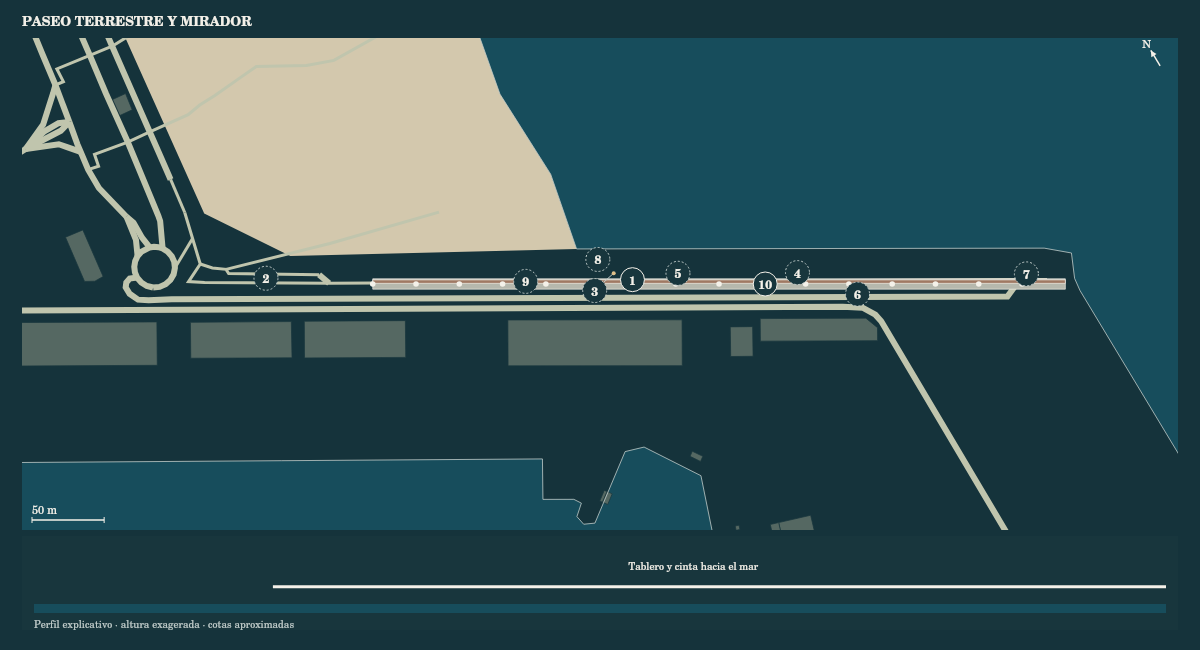 PASEO TERRESTRE Y MIRADOR
N
8
5
4
7
2
9
1
10
3
6
50 m
Tablero y cinta hacia el mar
Perfil explicativo · altura exagerada · cotas aproximadas